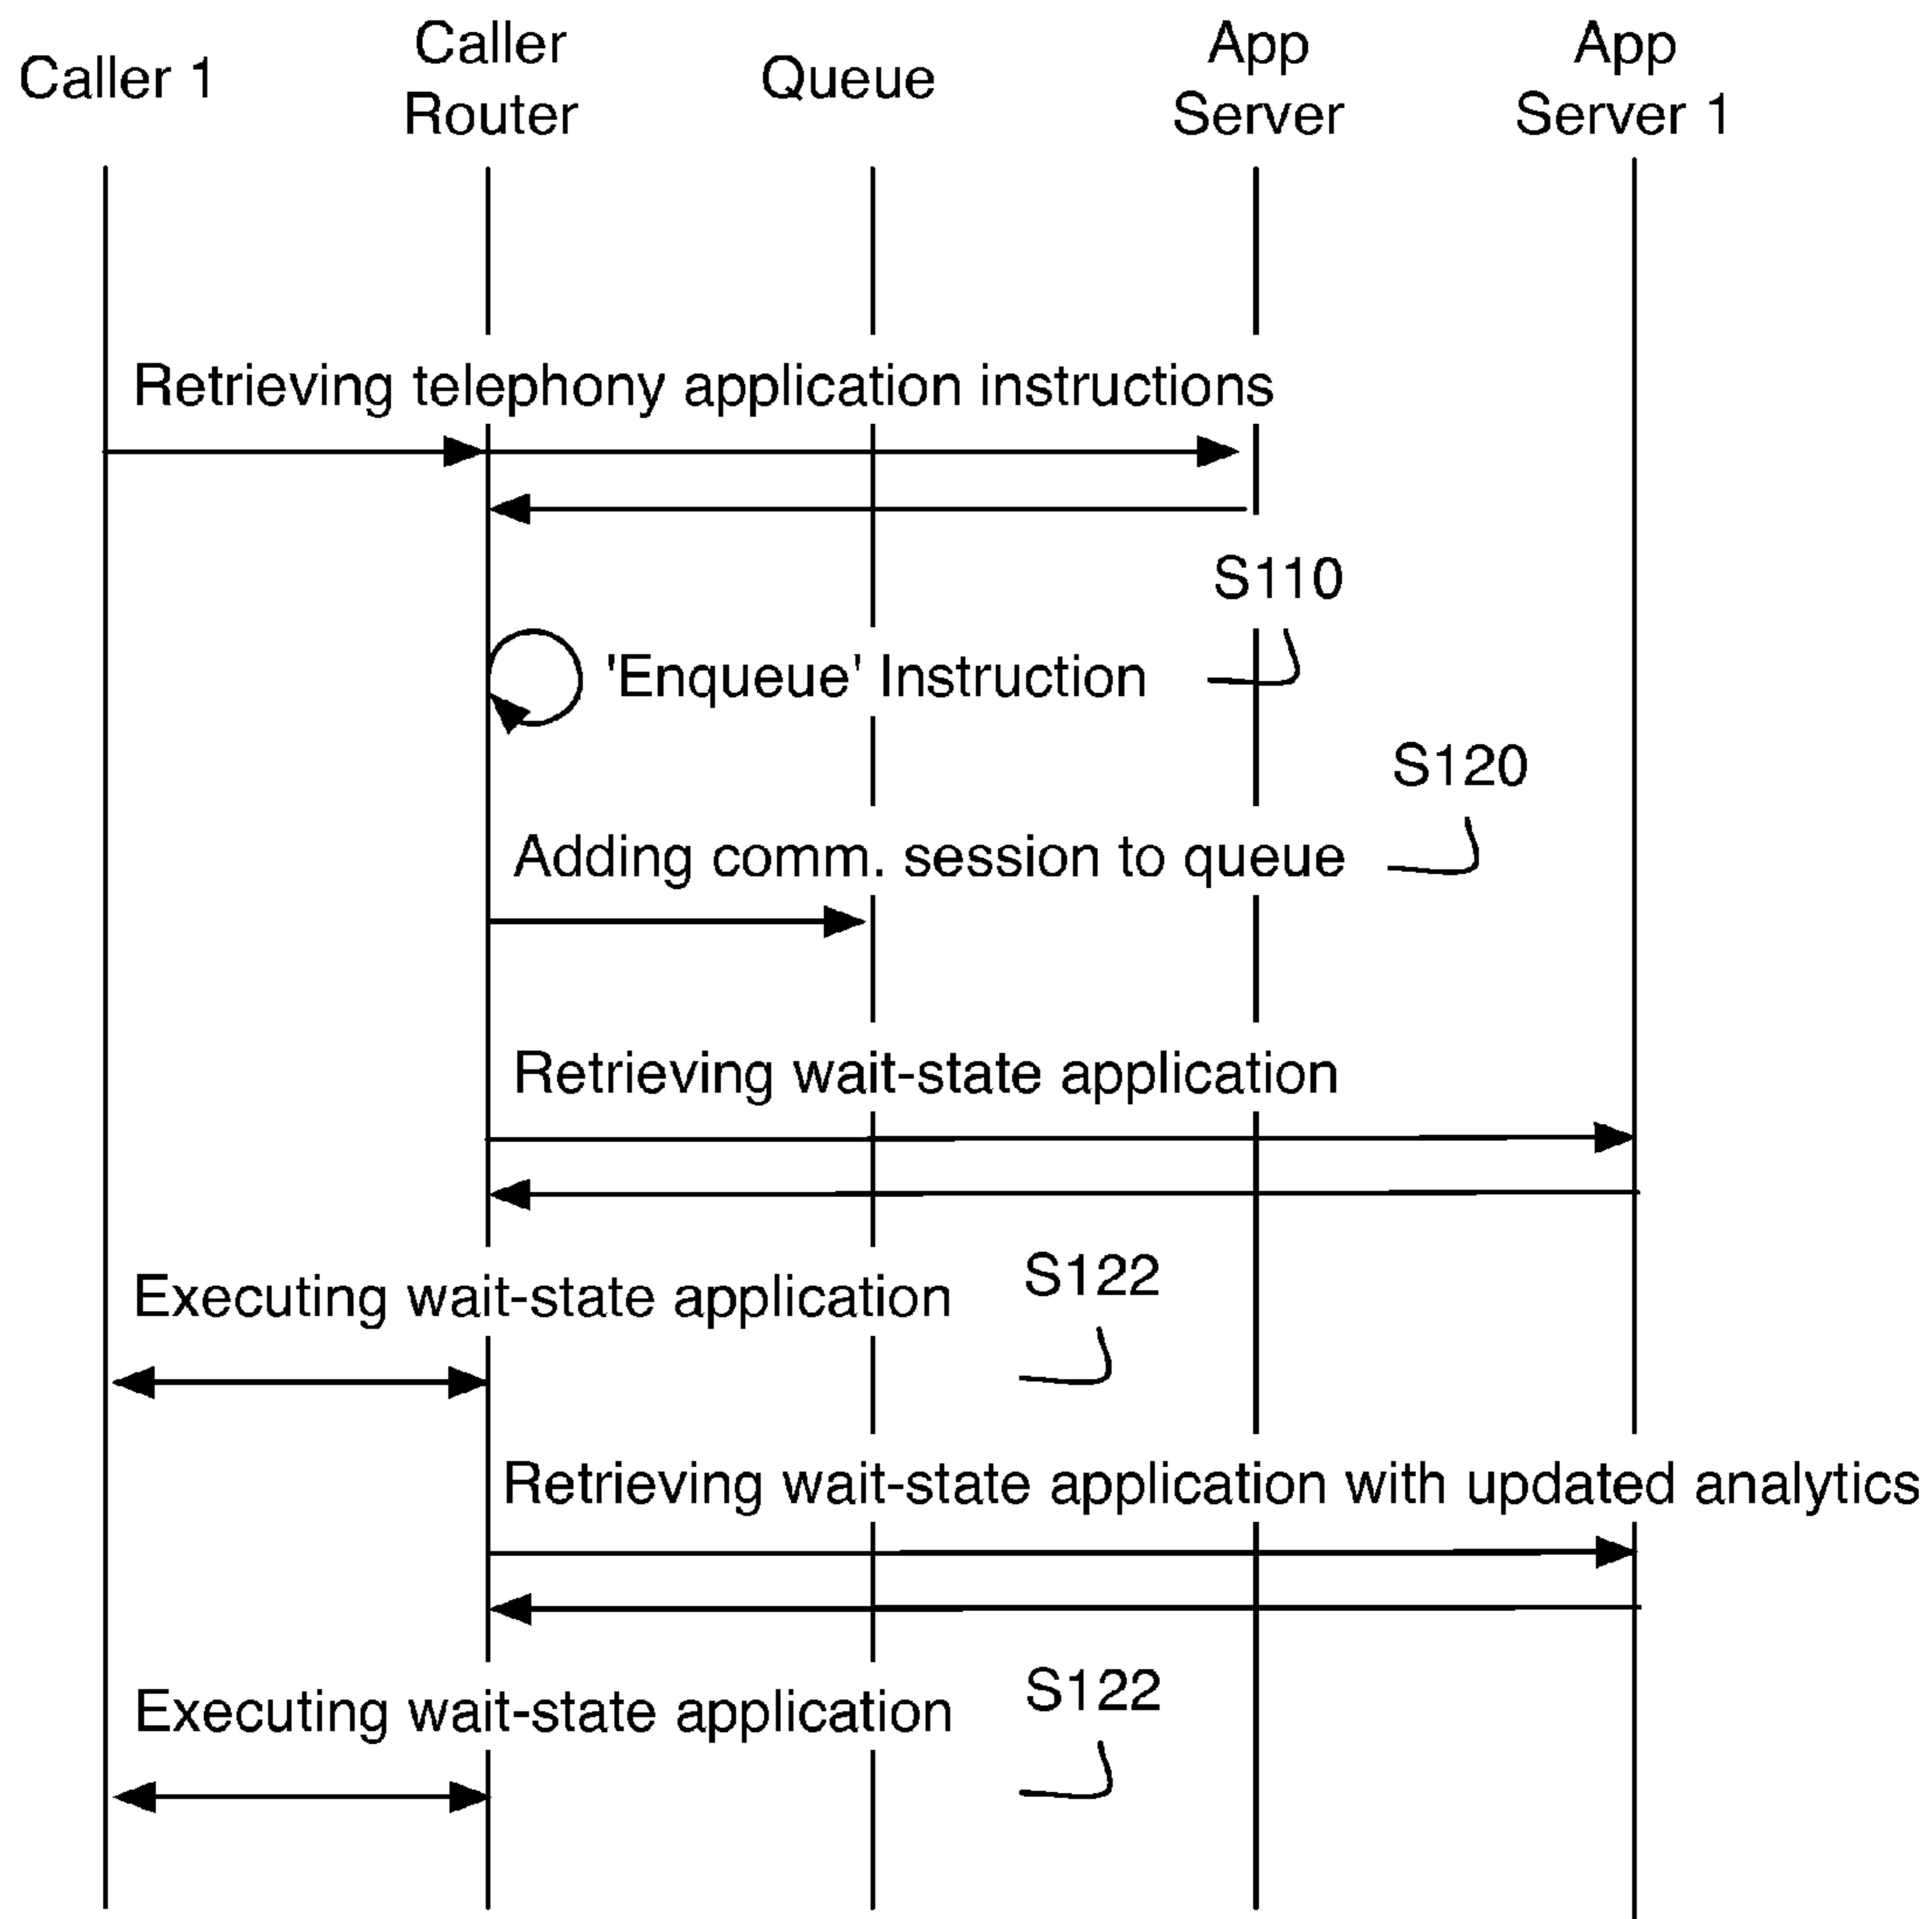 Caller 1
Caller
Router
Queue
App
Server
App
Server 1
Retrieving telephony application instructions
S110
'Enqueue' Instruction
S120
Adding comm. session to queue
Retrieving wait-state application
S122
Executing wait-state application
Retrieving wait-state application with updated analytics
S122
Executing wait-state application